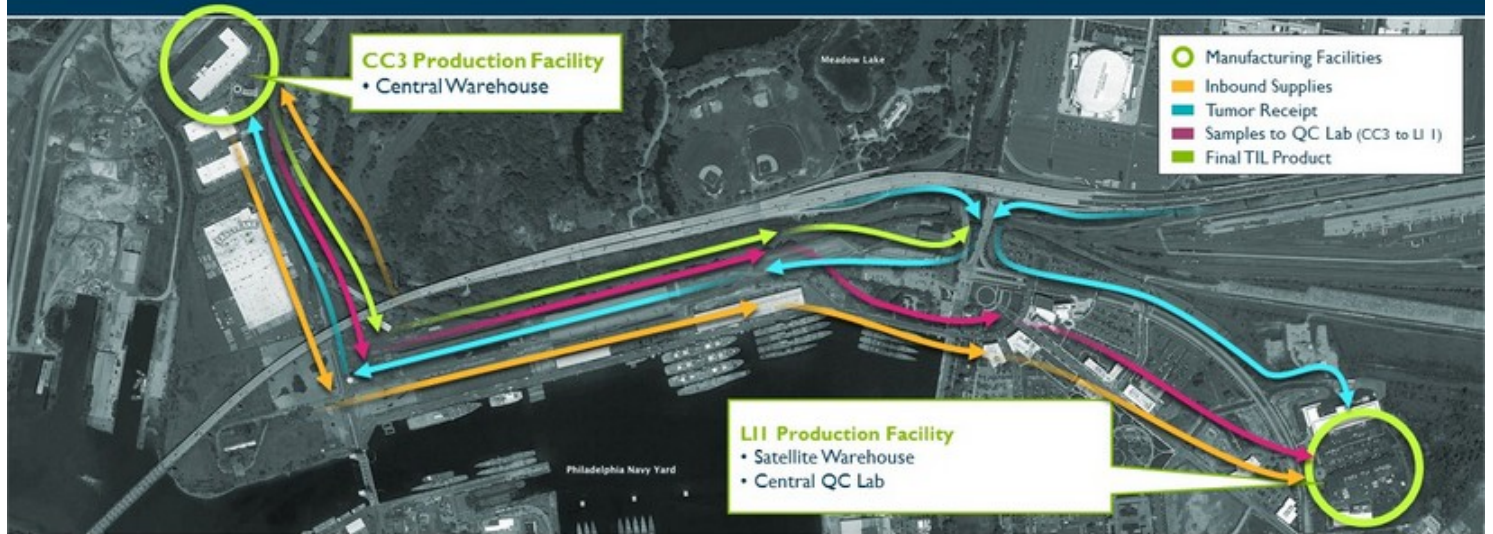 CC3 Production Facility
• Central Warehouse
Meadow Lake
Manufacturing Facilities
Inbound Supplies
Tumor Receipt
Samples to QC Lab (CC3 to LI 1)
Final TIL Product
LI1 Production Facility
• Satellite Warehouse
• Central QC Lab
Philadelphia Navy Yard